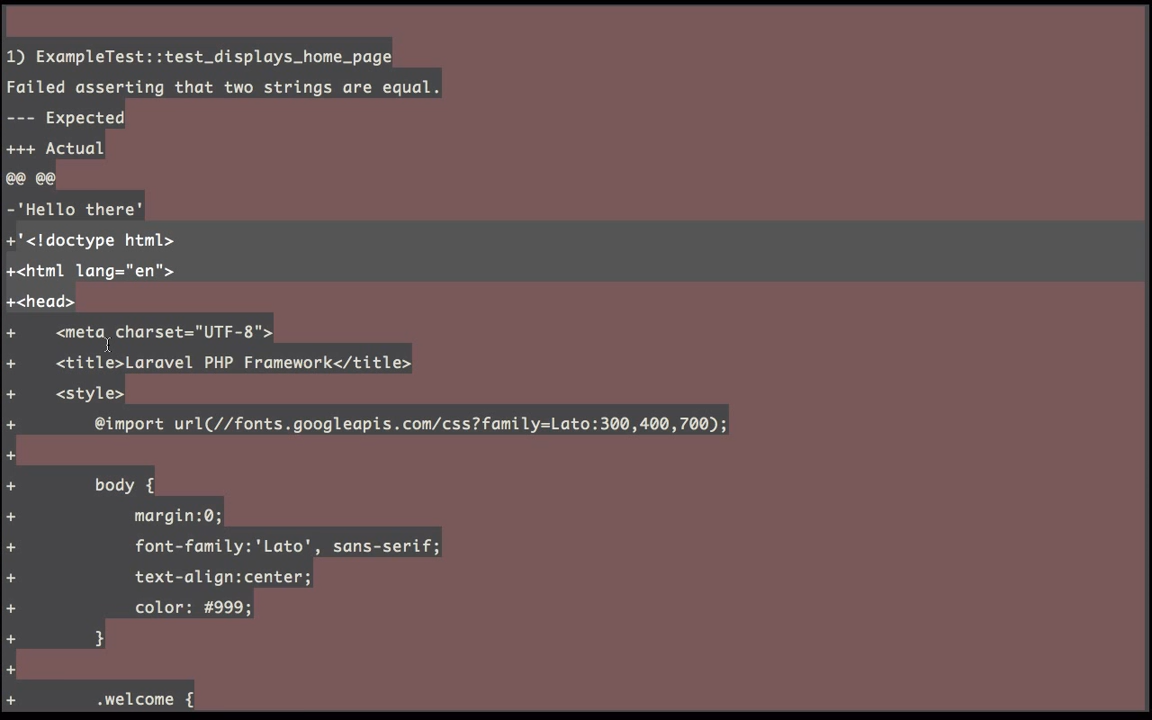 1) ExampleTest::test_displays_home_page
Failed asserting that two strings are equal.
--- Expected
+++ Actual
@@ @@
-'Hello there'
+'<!doctype html>
+<html lang="en">
+<head>
+    <meta charset="UTF-8">
+    <title>Laravel PHP Framework</title>
+    <style>
+        @import url(//fonts.googleapis.com/css?family=Lato:300,400,700);
+
+        body {
+            margin:0;
+            font-family:'Lato', sans-serif;
+            text-align:center;
+            color: #999;
+        }
+
+        .welcome {